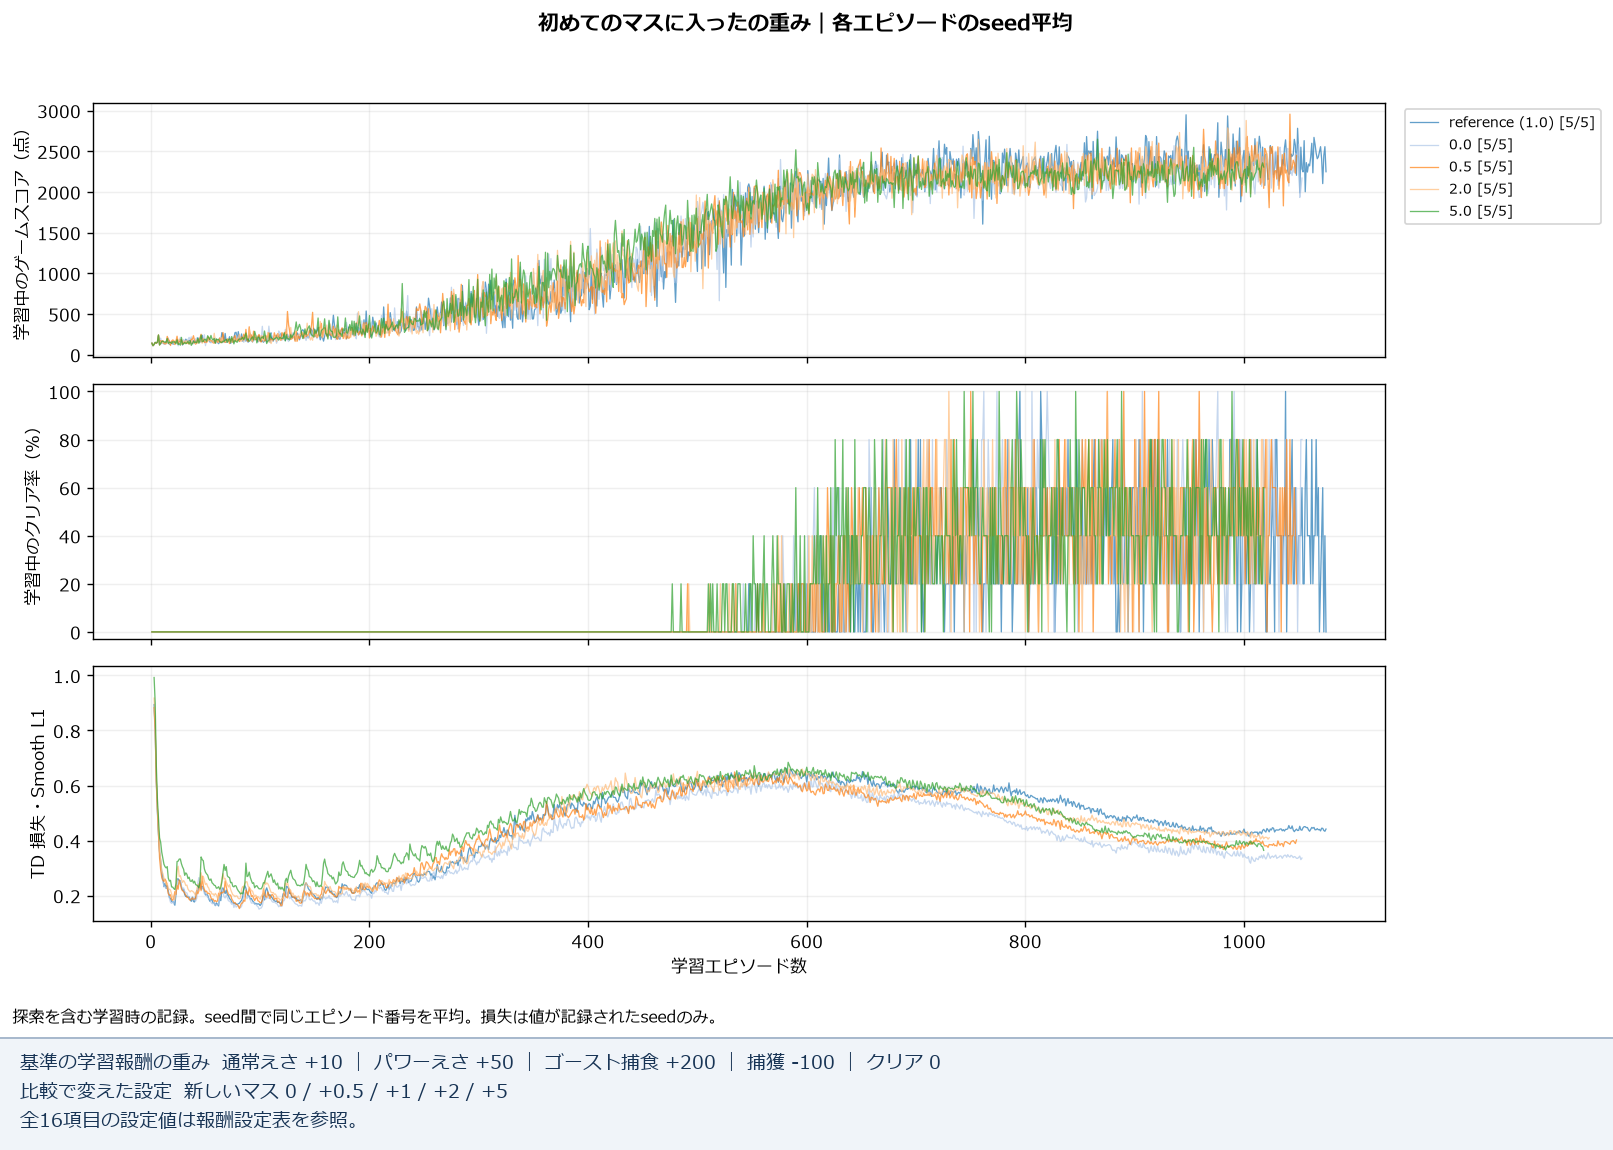 初めてのマスに入ったの重み｜各エピソードのseed平均
学習中のゲームスコア（点）
3000
2500
2000
1500
1000
500
0
reference (1.0) [5/5]
0.0 [5/5]
0.5 [5/5]
2.0 [5/5]
5.0 [5/5]
学習中のクリア率（%）
100
80
60
40
20
0
TD 損失・Smooth L1
1.0
0.8
0.6
0.4
0.2
0
200
400
600
800
1000
学習エピソード数
探索を含む学習時の記録。seed間で同じエピソード番号を平均。損失は値が記録されたseedのみ。
基準の学習報酬の重み 通常えさ +10 ｜ パワーえさ +50 ｜ ゴースト捕食 +200 ｜ 捕獲 -100 ｜ クリア 0
比較で変えた設定 新しいマス 0 / +0.5 / +1 / +2 / +5
全16項目の設定値は報酬設定表を参照。